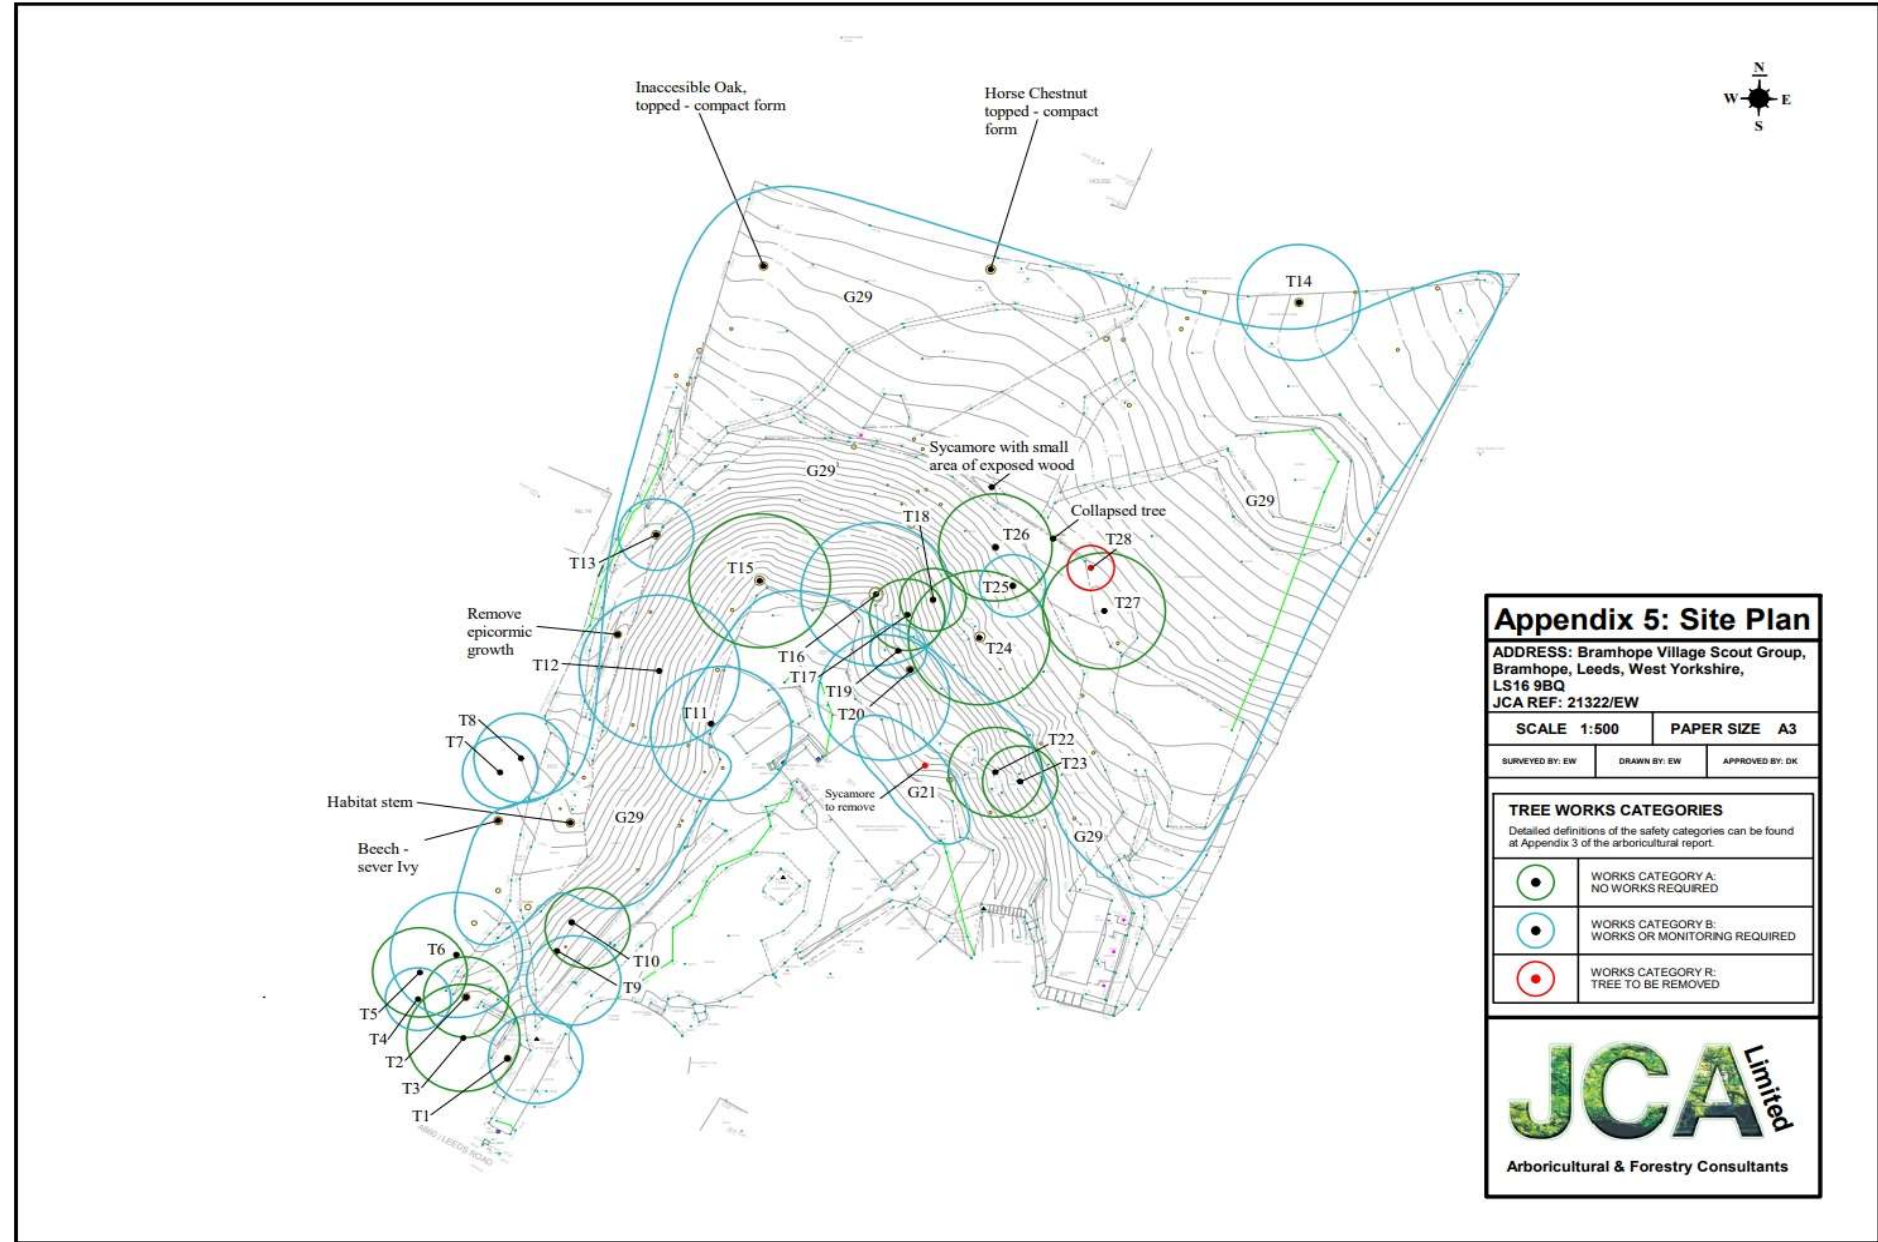 N
W E
S
Inaccesible Oak,
topped - compact form
Horse Chestnut
topped - compact
form
HOUSE
T14
G29
Sycamore with small
area of exposed wood
G29
G29
Collapsed tree
T18
T26
T28
T13
T15
T25
T27
Remove
epicormic
growth
T24
T12
T16
T17
T19
T20
T11
T8
T7
T22
T23
Habitat stem
Sycamore
to remove
G21
G29
G29
Beech -
sever Ivy
T6
T10
T9
T5
T4
T2
T3
T1
A660 / LEEDS ROAD
Appendix 5: Site Plan
ADDRESS: Bramhope Village Scout Group,
Bramhope, Leeds, West Yorkshire,
LS16 9BQ
JCA REF: 21322/EW
SCALE 1:500 PAPER SIZE A3
SURVEYED BY: EW DRAWN BY: EW APPROVED BY: DK
TREE WORKS CATEGORIES
Detailed definitions of the safety categories can be found
at Appendix 3 of the arboricultural report.
WORKS CATEGORY A:
NO WORKS REQUIRED
WORKS CATEGORY B:
WORKS OR MONITORING REQUIRED
WORKS CATEGORY R:
TREE TO BE REMOVED
JCA Limited
Arboricultural & Forestry Consultants